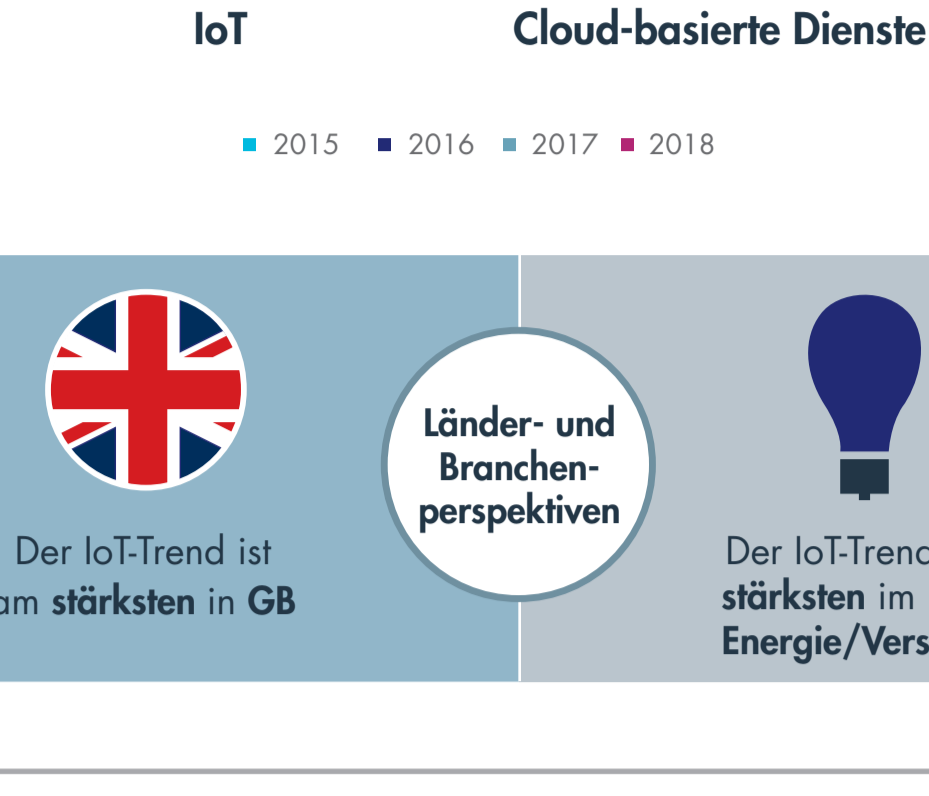 IoT
Cloud-basierte Dienste
2015 2016 2017 2018
Länder- und
Branchen-
perspektiven
Der IoT-Trend ist
am stärksten in GB
Der IoT-Trend
stärksten im